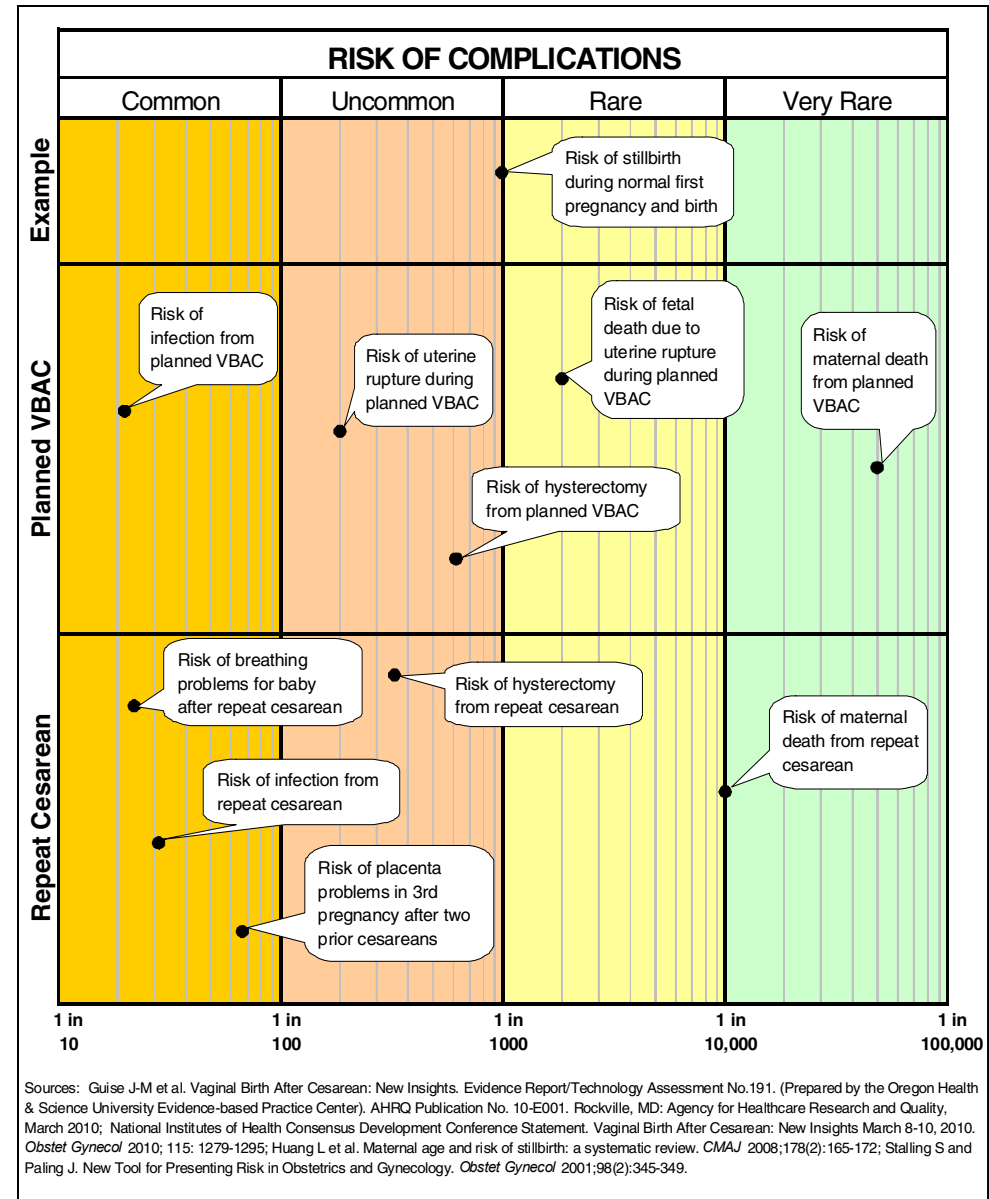 RISK OF COMPLICATIONS
Common
Uncommon
Rare
Very Rare
Example
Risk of stillbirth
during normal first
pregnancy and birth
Planned VBAC
Risk of
infection from
planned VBAC
Risk of uterine
rupture during
planned VBAC
Risk of fetal
death due to
uterine rupture
during planned
VBAC
Risk of
maternal death
from planned
VBAC
Risk of hysterectomy
from planned VBAC
Repeat Cesarean
Risk of breathing
problems for baby
after repeat cesarean
Risk of hysterectomy
from repeat cesarean
Risk of maternal
death from repeat
cesarean
Risk of infection from
repeat cesarean
Risk of placenta
problems in 3rd
pregnancy after two
prior cesareans
1 in
10
1 in
100
1 in
1000
1 in
10,000
1 in
100,000
Sources: Guise J-M et al. Vaginal Birth After Cesarean: New Insights. Evidence Report/Technology Assessment No.191. (Prepared by the Oregon Health
& Science University Evidence-based Practice Center). AHRQ Publication No. 10-E001. Rockville, MD: Agency for Healthcare Research and Quality,
March 2010; National Institutes of Health Consensus Development Conference Statement. Vaginal Birth After Cesarean: New Insights March 8-10, 2010.
Obstet Gynecol 2010; 115: 1279-1295; Huang L et al. Maternal age and risk of stillbirth: a systematic review. CMAJ 2008;178(2):165-172; Stalling S and
Paling J. New Tool for Presenting Risk in Obstetrics and Gynecology. Obstet Gynecol 2001;98(2):345-349.